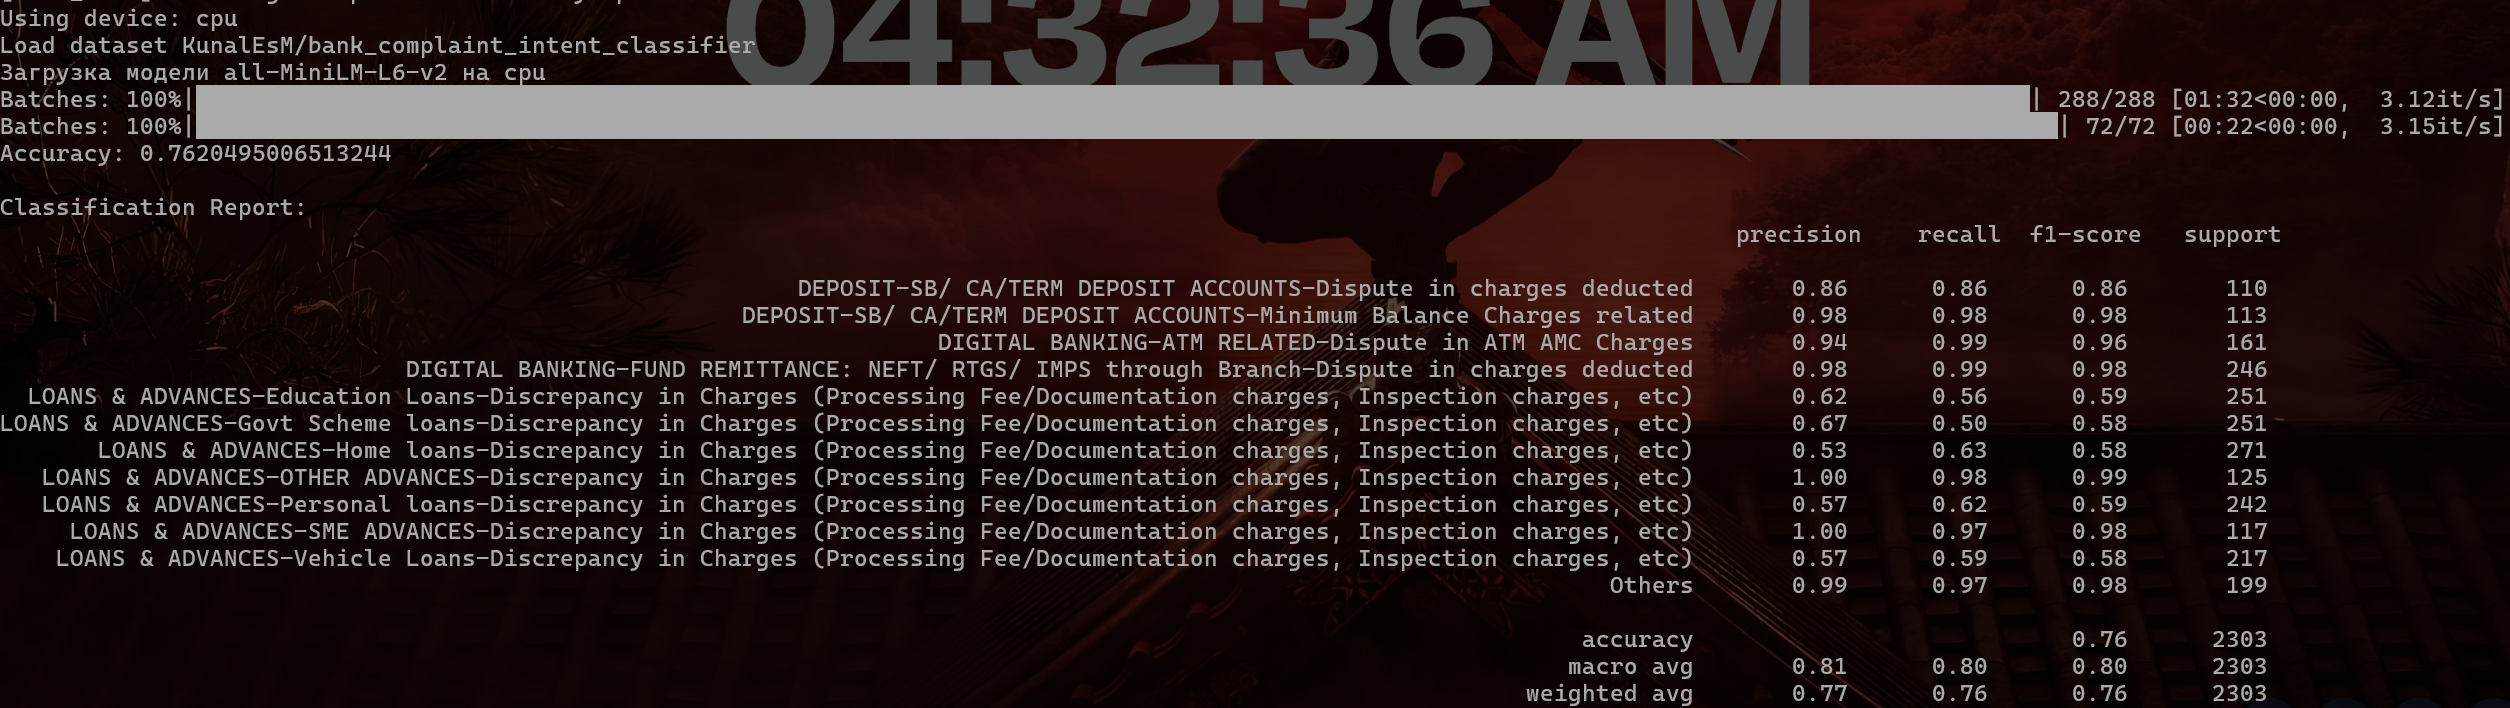 Using device: cpu
04:32:36 AM
Load dataset KunalEsM/bank_complaint_intent_classifier
Загрузка модели all-MiniLM-L6-v2 на cpu
Batches: 100%| | 288/288 [01:32<00:00, 3.12it/s]
Batches: 100%| | 72/72 [00:22<00:00, 3.15it/s]
Accuracy: 0.7620495006513244
Classification Report:
precision recall f1-score support
DEPOSIT-SB/ CA/TERM DEPOSIT ACCOUNTS-Dispute in charges deducted 0.86 0.86 0.86 110
DEPOSIT-SB/ CA/TERM DEPOSIT ACCOUNTS-Minimum Balance Charges related 0.98 0.98 0.98 113
DIGITAL BANKING-ATM RELATED-Dispute in ATM AMC Charges 0.94 0.99 0.96 161
DIGITAL BANKING-FUND REMITTANCE: NEFT/ RTGS/ IMPS through Branch-Dispute in charges deducted 0.98 0.99 0.98 246
LOANS & ADVANCES-Education Loans-Discrepancy in Charges (Processing Fee/Documentation charges, Inspection charges, etc) 0.62 0.56 0.59 251
LOANS & ADVANCES-Govt Scheme loans-Discrepancy in Charges (Processing Fee/Documentation charges, Inspection charges, etc) 0.67 0.50 0.58 251
LOANS & ADVANCES-Home loans-Discrepancy in Charges (Processing Fee/Documentation charges, Inspection charges, etc) 0.53 0.63 0.58 271
LOANS & ADVANCES-OTHER ADVANCES-Discrepancy in Charges (Processing Fee/Documentation charges, Inspection charges, etc) 1.00 0.98 0.99 125
LOANS & ADVANCES-Personal loans-Discrepancy in Charges (Processing Fee/Documentation charges, Inspection charges, etc) 0.57 0.62 0.59 242
LOANS & ADVANCES-SME ADVANCES-Discrepancy in Charges (Processing Fee/Documentation charges, Inspection charges, etc) 1.00 0.97 0.98 117
LOANS & ADVANCES-Vehicle Loans-Discrepancy in Charges (Processing Fee/Documentation charges, Inspection charges, etc) 0.57 0.59 0.58 217
Others 0.99 0.97 0.98 199
accuracy 0.76 2303
macro avg 0.81 0.80 0.80 2303
weighted avg 0.77 0.76 0.76 2303